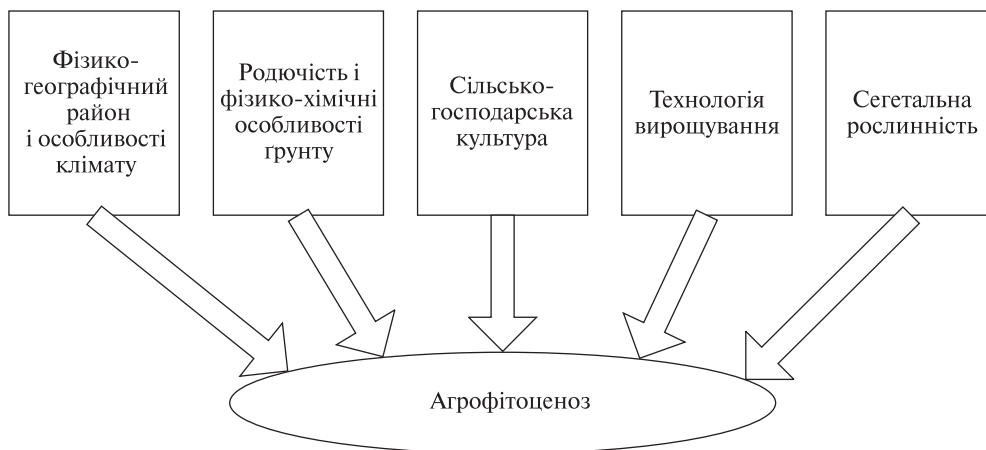 Фізико-
географічний
район
і особливості
клімату
Родючість і
фізико-хімічні
особливості
ґрунту
Сільсько-
господарська
культура
Технологія
вирощування
Сегетальна
рослинність
Агрофітоценоз